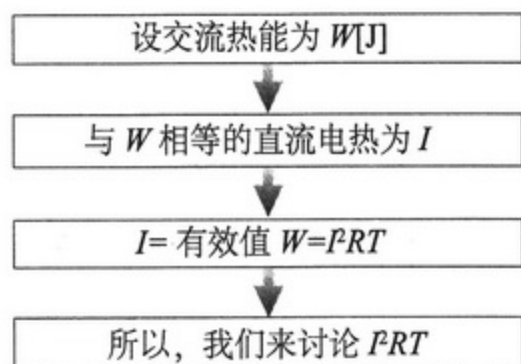 设交流热能为 W[J]
与 W 相等的直流电热为 I
I= 有效值 W=I²RT
所以，我们来讨论 I²RT